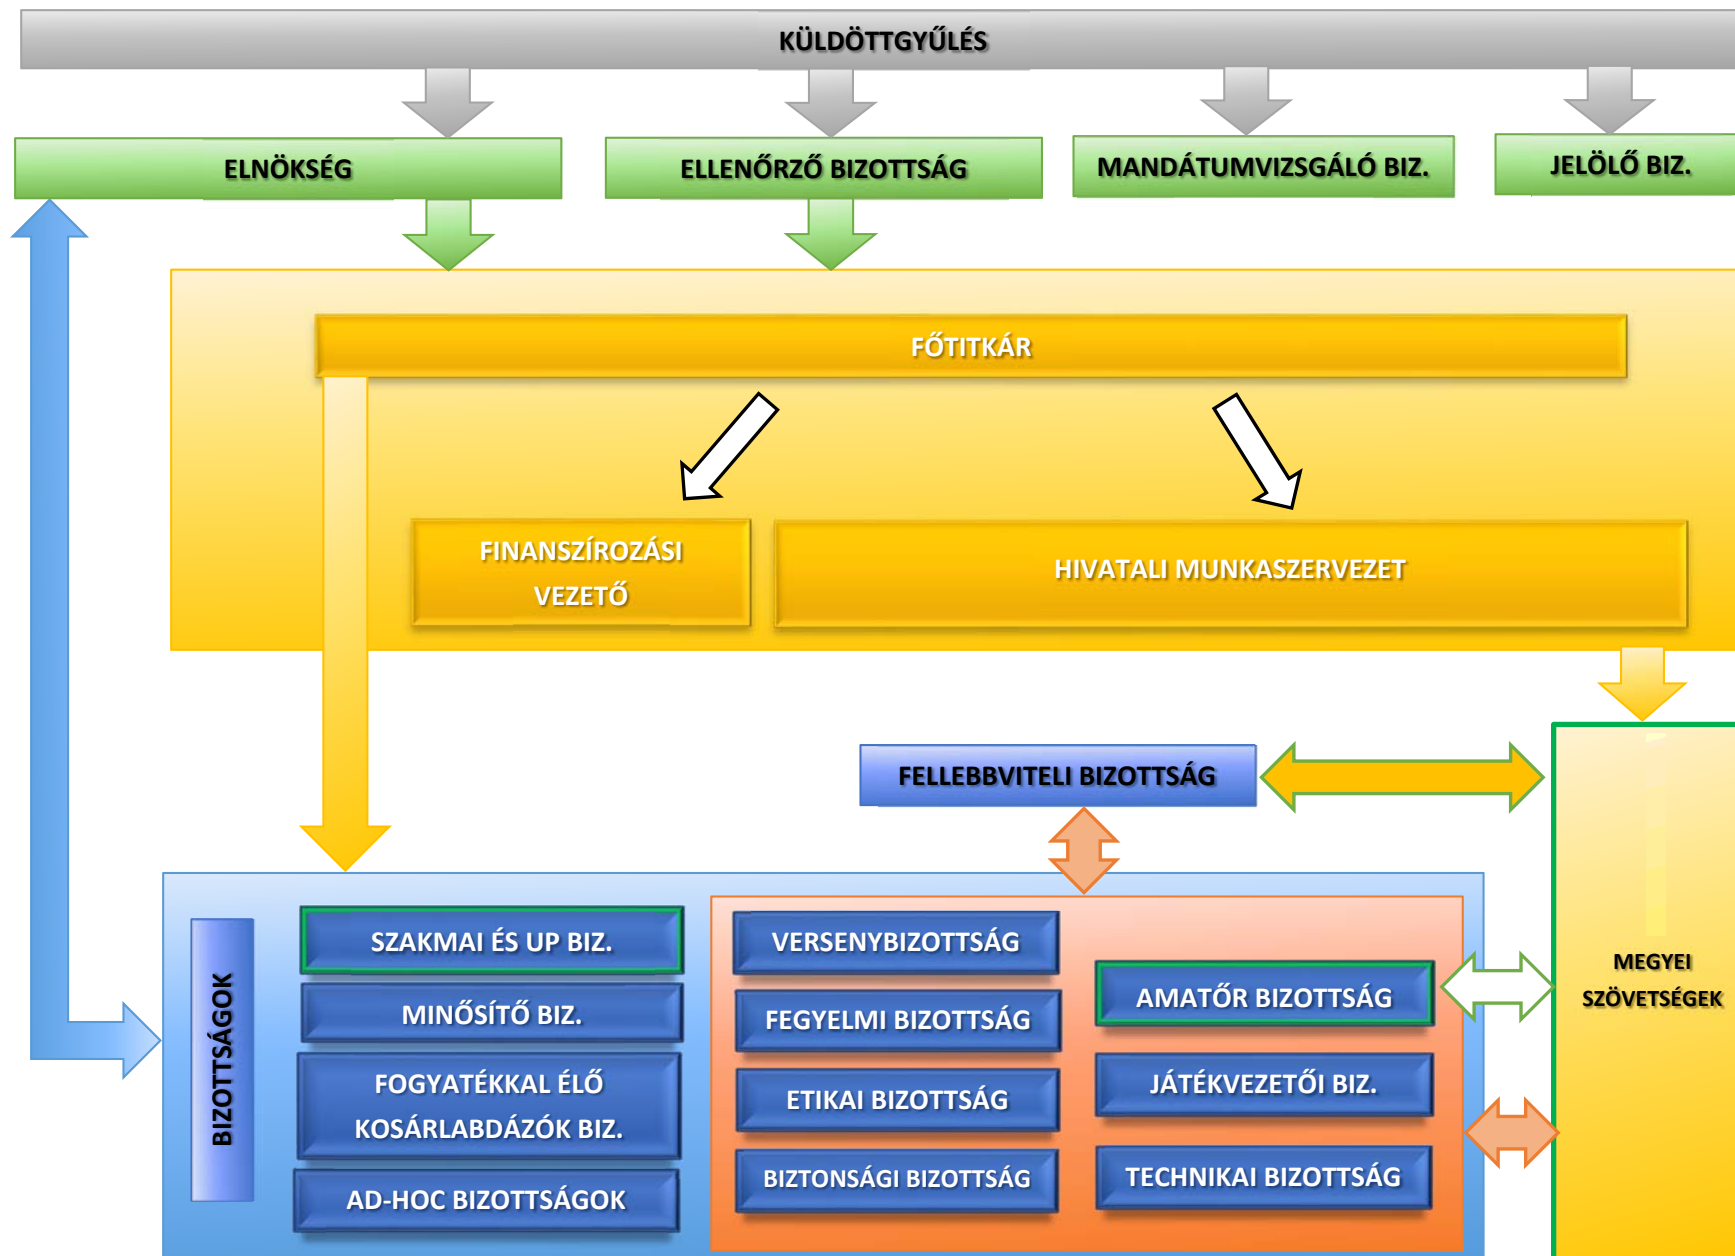 KÜLDÖTTGYŰLÉS
ELNÖKSÉG
ELLENŐRZŐ BIZOTTSÁG
MANDÁTUMVIZSGÁLÓ BIZ.
JELÖLŐ BIZ.
FŐTITKÁR
FINANSZÍROZÁSI
VEZETŐ
HIVATALI MUNKASZERVEZET
FELLEBBVITELI BIZOTTSÁG
MEGYEI
SZÖVETSÉGEK
BIZOTTSÁGOK
SZAKMAI ÉS UP BIZ.
MINŐSÍTŐ BIZ.
FOGYATÉKKAL ÉLŐ
KOSÁRLABDÁZÓK BIZ.
AD-HOC BIZOTTSÁGOK
VERSENYBIZOTTSÁG
FEGYELMI BIZOTTSÁG
ETIKAI BIZOTTSÁG
BIZTONSÁGI BIZOTTSÁG
AMATŐR BIZOTTSÁG
JÁTÉKVEZETŐI BIZ.
TECHNIKAI BIZOTTSÁG